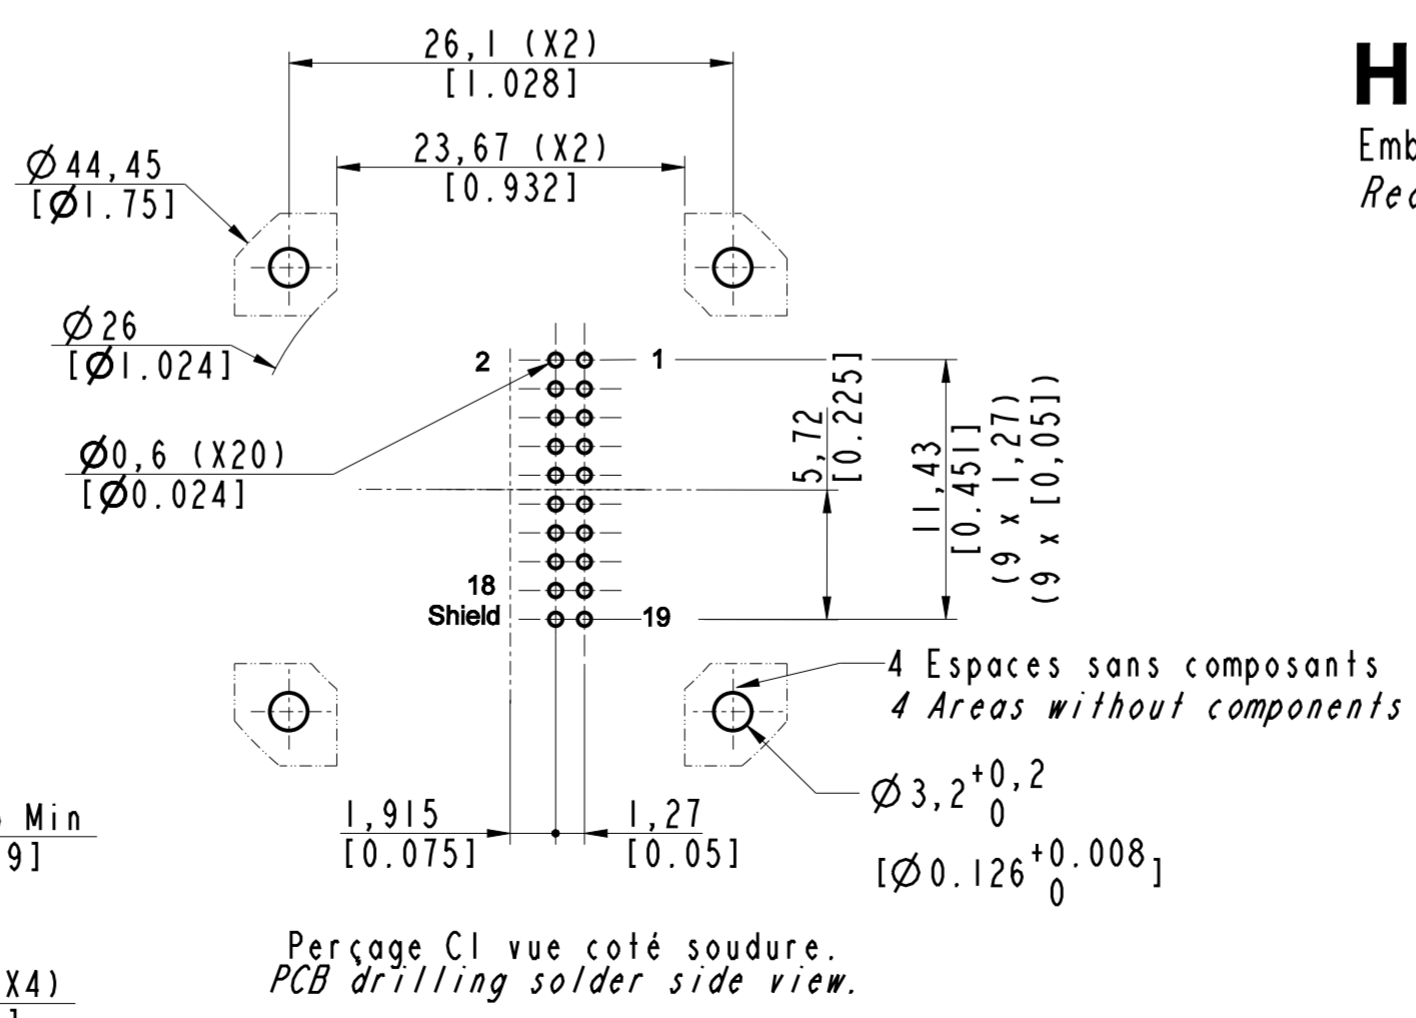 26,1 (X2)
[1.028]
H
Emb
Rec
23,67 (X2)
[0.932]
Ø44,45
[Ø1.75]
Ø26
[Ø1.024]
2
1
Ø0,6 (X20)
[Ø0.024]
5,72
[0.225]
11,43
[0.451]
(9 x 1,27)
(9 x [0,05])
18
Shield
19
4 Espaces sans composants
4 Areas without components
Ø3,2 +0,2
0
[Ø0.126 +0.008
0]
Min
9]
1,915
[0.075]
1,27
[0.05]
Perçage CI vue coté soudure.
PCB drilling solder side view.
X4)